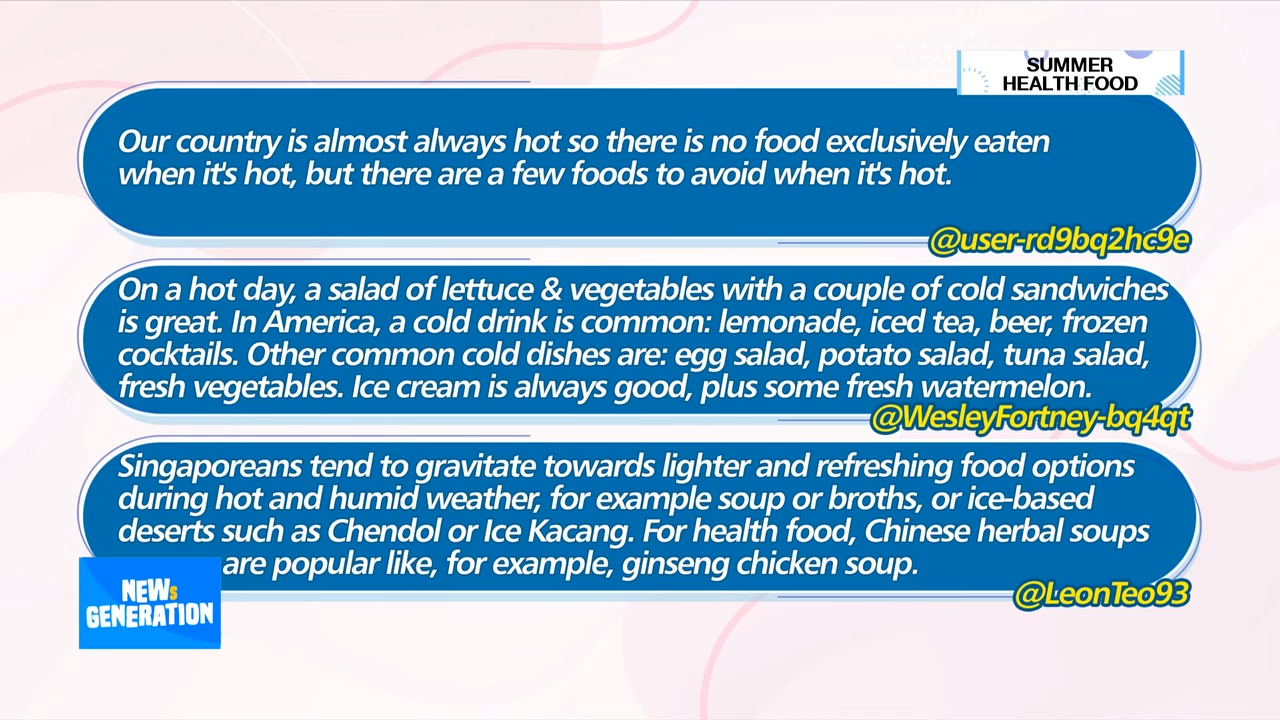 SUMMER
HEALTH FOOD
Our country is almost always hot so there is no food exclusively eaten
when it's hot, but there are a few foods to avoid when it's hot.
@user-rd9bq2hc9e
On a hot day, a salad of lettuce & vegetables with a couple of cold sandwiches
is great. In America, a cold drink is common: lemonade, iced tea, beer, frozen
cocktails. Other common cold dishes are: egg salad, potato salad, tuna salad,
fresh vegetables. Ice cream is always good, plus some fresh watermelon.
@WesleyFortney-bq4qt
Singaporeans tend to gravitate towards lighter and refreshing food options
during hot and humid weather, for example soup or broths, or ice-based
deserts such as Chendol or Ice Kacang. For health food, Chinese herbal soups
are popular like, for example, ginseng chicken soup.
@LeonTeo93
NEWs
GENERATION